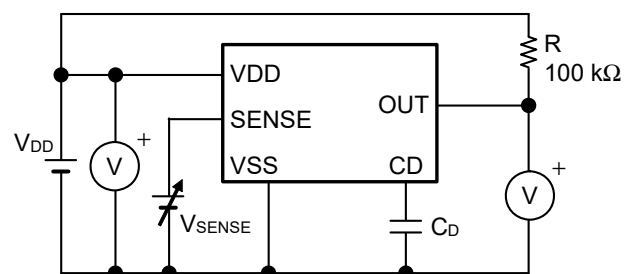 R
100 kΩ
VDD
OUT
SENSE
VDD
V
+
VSS
CD
V
+
VSENSE
CD